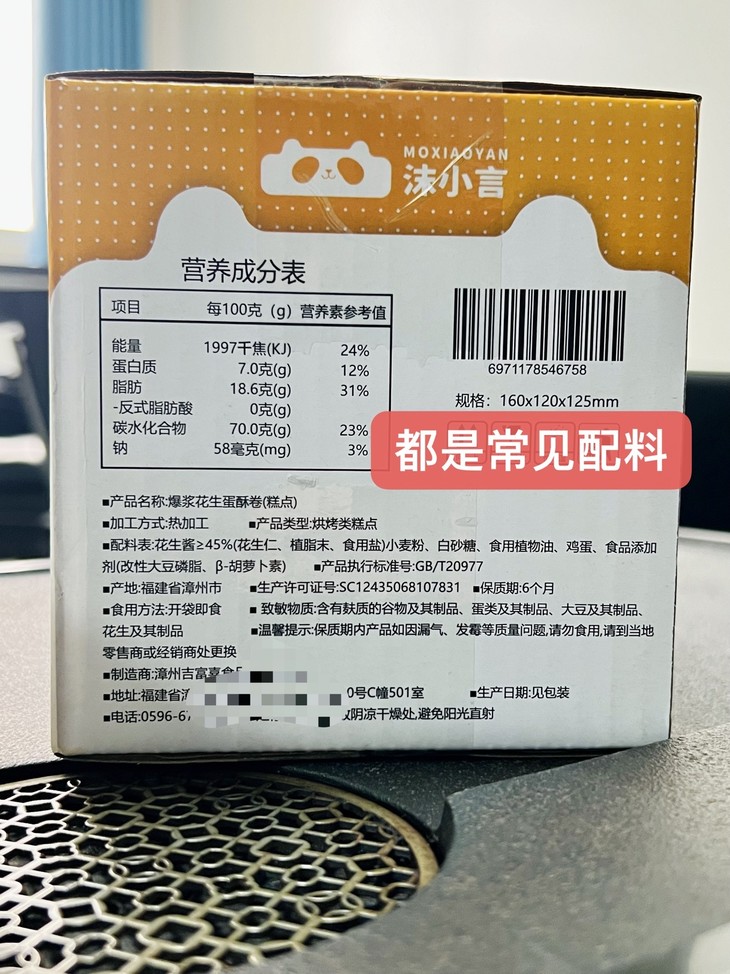 MOXIAOYAN
沫小言
营养成分表
项目 每100克（g) 营养素参考值
能量 1997千焦(KJ) 24%
蛋白质 7.0克(g) 12%
脂肪 18.6克(g) 31%
-反式脂肪酸 0克(g)
碳水化合物 70.0克(g) 23%
钠 58毫克(mg) 3%
6971178546758
规格：160x120x125mm
都是常见配料
■产品名称:爆浆花生蛋酥卷(糕点)
■加工方式:热加工 ■产品类型:烘烤类糕点
■配料表:花生酱≥45%(花生仁、植脂末、食用盐)小麦粉、白砂糖、食用植物油、鸡蛋、食品添加
剂(改性大豆磷脂、β-胡萝卜素) ■产品执行标准号:GB/T20977
■产地:福建省漳州市 ■生产许可证号:SC12435068107831 ■保质期:6个月
■食用方法:开袋即食 ■致敏物质:含有麸质的谷物及其制品、蛋类及其制品、大豆及其制品、
花生及其制品 ■温馨提示:保质期内产品如因漏气、发霉等质量问题,请勿食用,请到当地
零售商或经销商处更换
■制造商:漳州吉富嘉食
■地址:福建省 0号C幢501室 ■生产日期:见包装
■电话:0596-6 阴凉干燥处,避免阳光直射